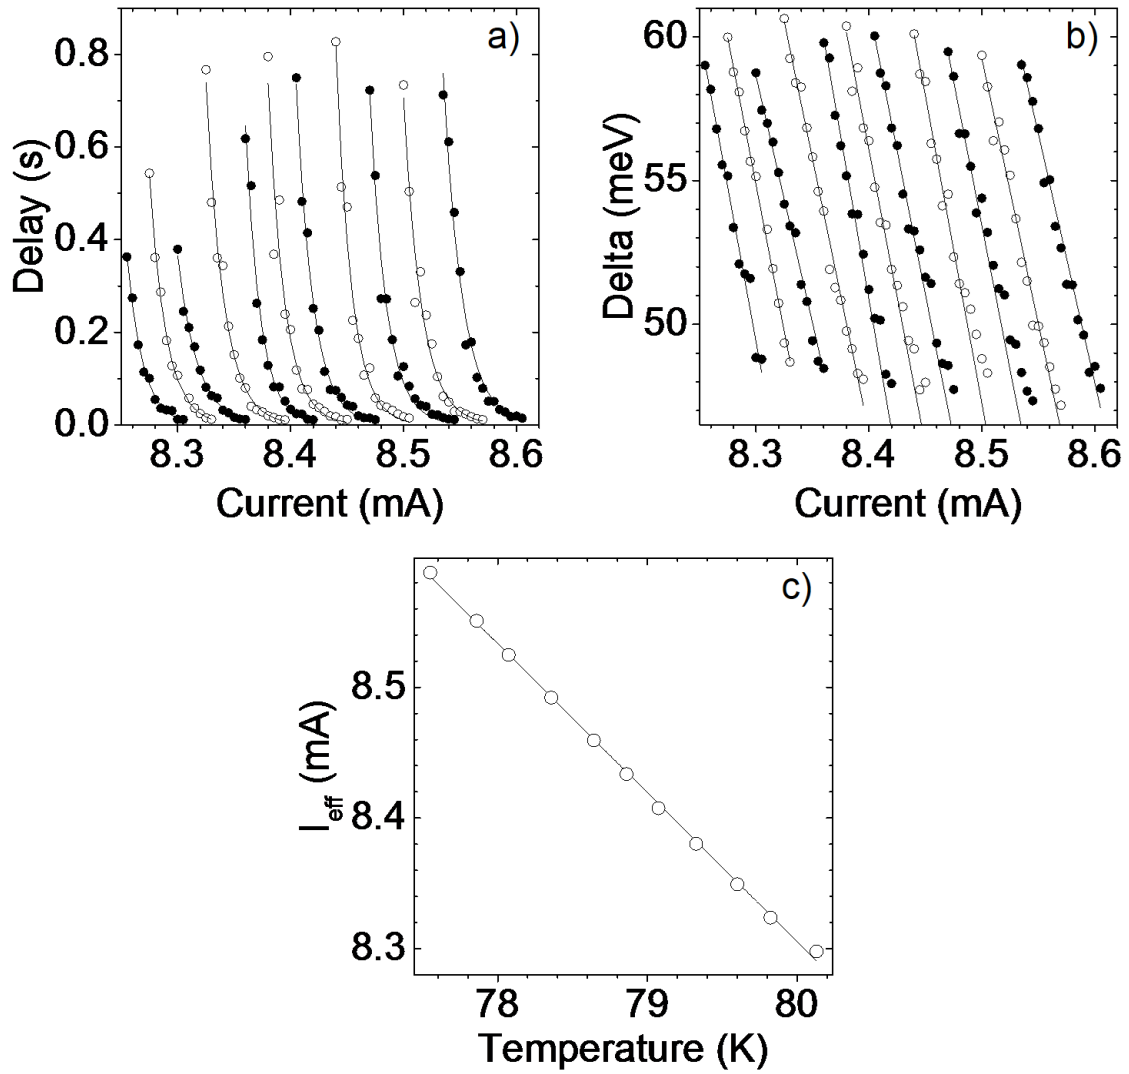 a)
0.8
0.6
0.4
0.2
0.0
Delay (s)
8.3 8.4 8.5 8.6
Current (mA)
b)
60
55
50
Delta (meV)
8.3 8.4 8.5 8.6
Current (mA)
c)
8.5
8.4
8.3
I_eff (mA)
78 79 80
Temperature (K)